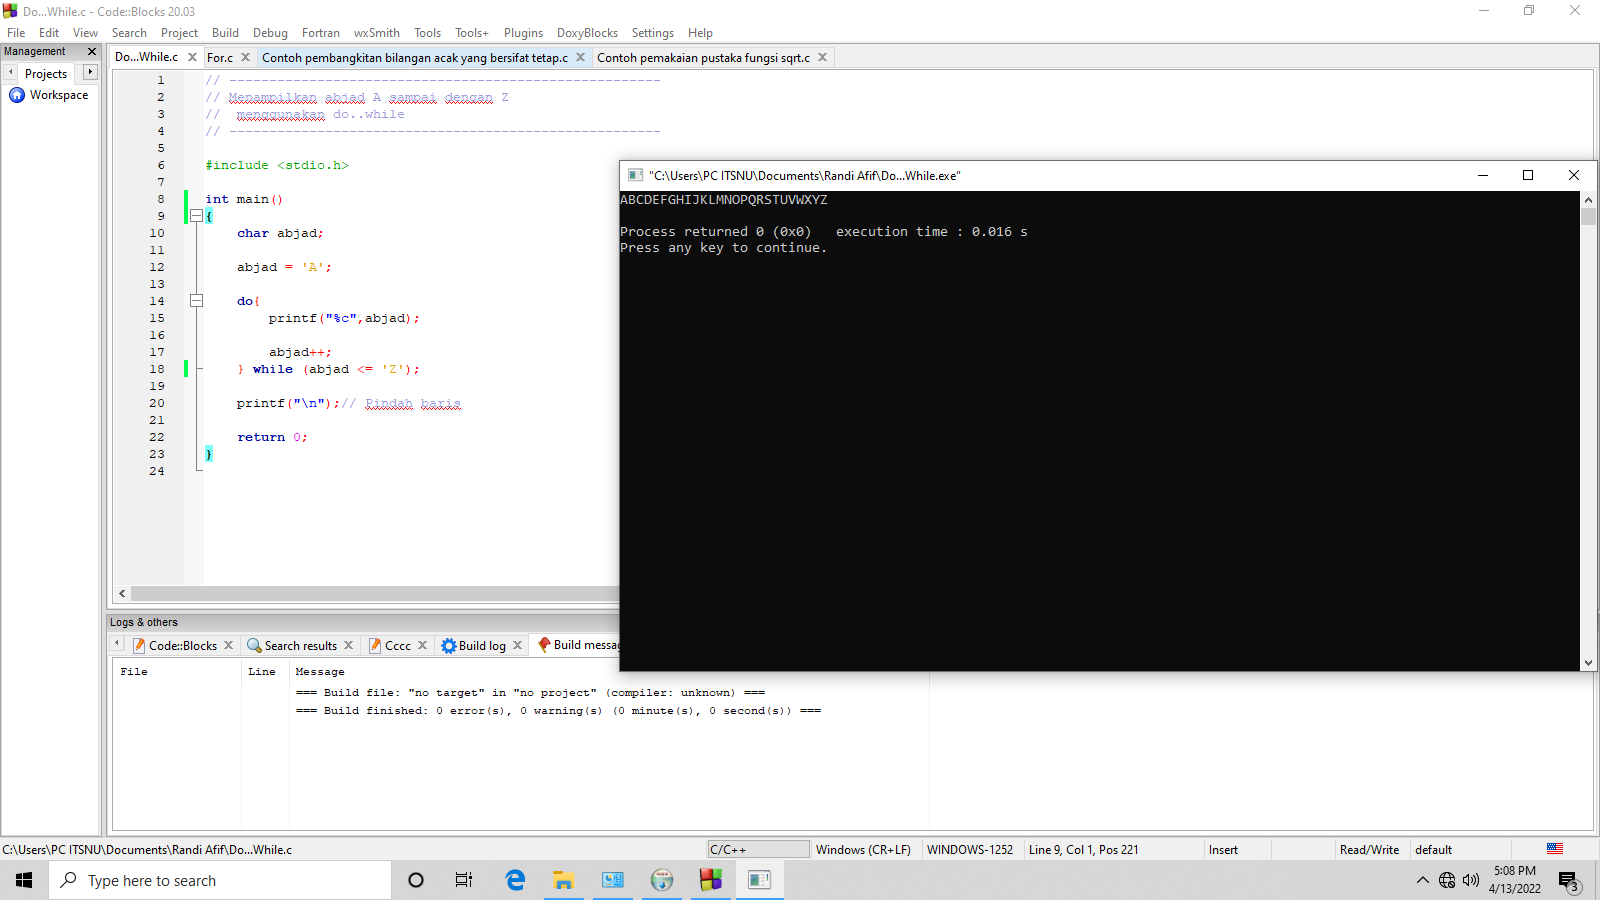 Do...While.c - Code::Blocks 20.03
File Edit View Search Project Build Debug Fortran wxSmith Tools Tools+ Plugins DoxyBlocks Settings Help
Management
Projects
Workspace
Do...While.c For.c Contoh pembangkitan bilangan acak yang bersifat tetap.c Contoh pemakaian pustaka fungsi sqrt.c
1 // ------------------------------------------------------
2 // Menampilkan abjad A sampai dengan Z
3 //  menggunakan do..while
4 // ------------------------------------------------------
5
6 #include <stdio.h>
7
8 int main()
9 {
10     char abjad;
11
12     abjad = 'A';
13
14     do{
15         printf("%c",abjad);
16
17         abjad++;
18     } while (abjad <= 'Z');
19
20     printf("\n");// Pindah baris
21
22     return 0;
23 }
24
"C:\Users\PC ITSNU\Documents\Randi Afif\Do...While.exe"
ABCDEFGHIJKLMNOPQRSTUVWXYZ
Process returned 0 (0x0)   execution time : 0.016 s
Press any key to continue.
Logs & others
Code::Blocks Search results Cccc Build log Build messag
File Line Message
=== Build file: "no target" in "no project" (compiler: unknown) ===
=== Build finished: 0 error(s), 0 warning(s) (0 minute(s), 0 second(s)) ===
C:\Users\PC ITSNU\Documents\Randi Afif\Do...While.c C/C++ Windows (CR+LF) WINDOWS-1252 Line 9, Col 1, Pos 221 Insert Read/Write default
Type here to search
5:08 PM
4/13/2022
3